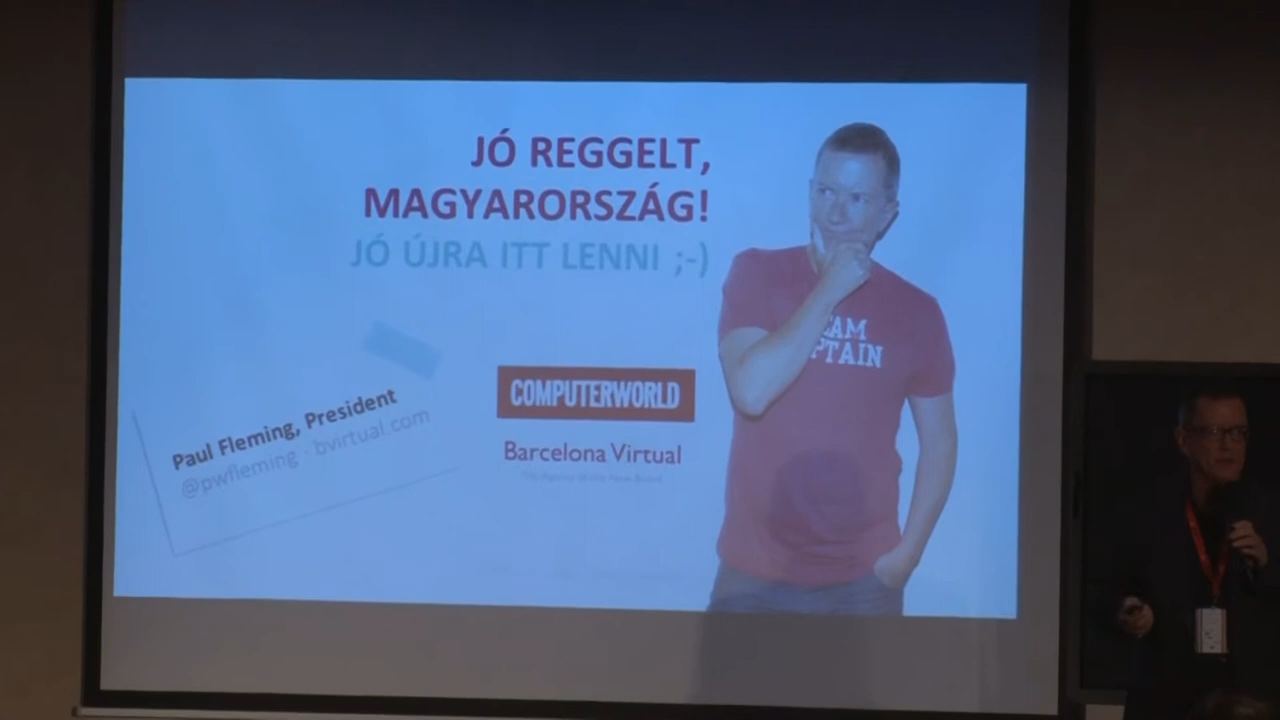 JÓ REGGELT,
MAGYARORSZÁG!
JÓ ÚJRA ITT LENNI ;-)
COMPUTERWORLD
Barcelona Virtual
Paul Fleming, President
@pwfleming · bvirtual.com